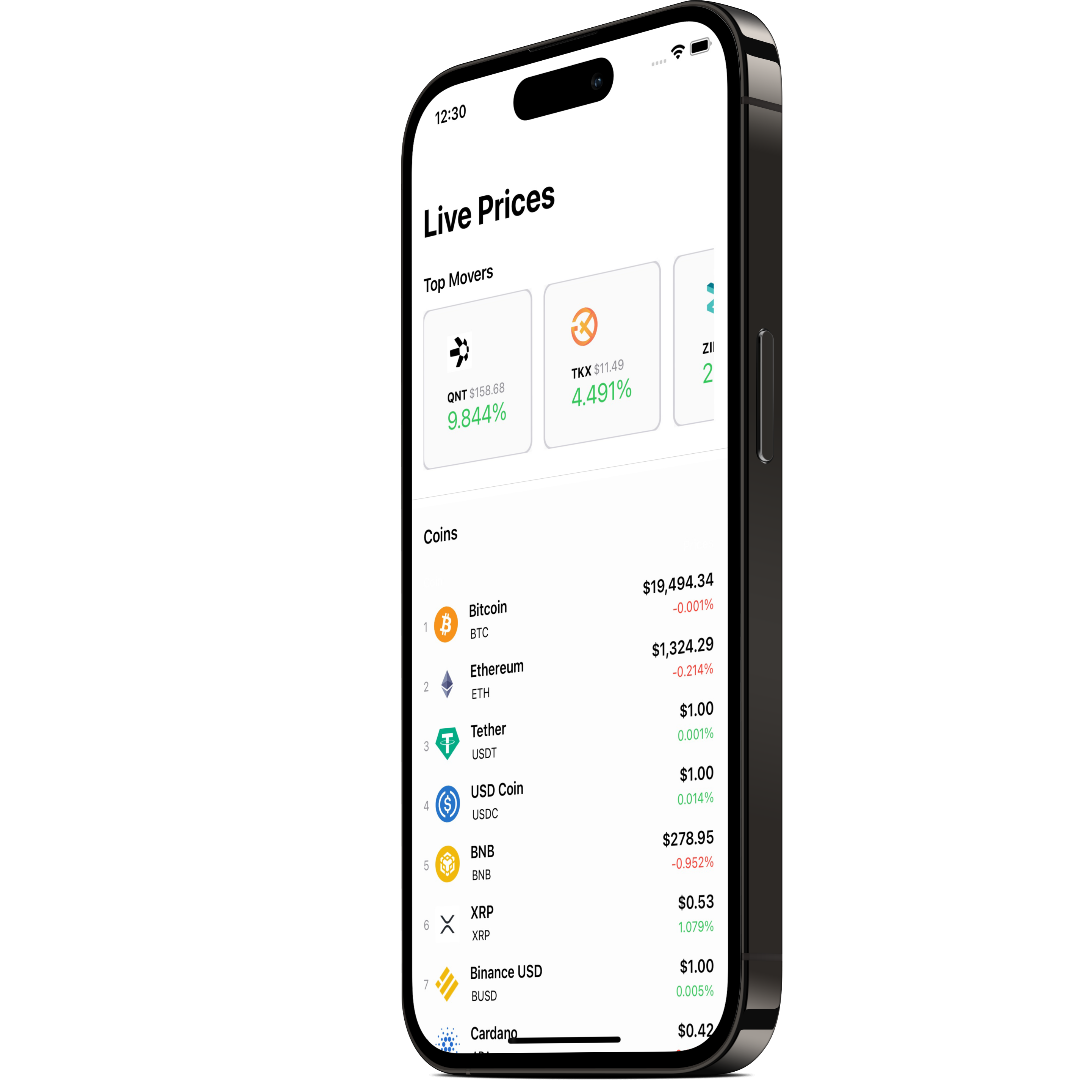 12:30
Live Prices
Top Movers
QNT $158.68
9.844%
TKX $11.49
4.491%
ZI
2
Coins
1 Bitcoin $19,494.34
BTC -0.001%
2 Ethereum $1,324.29
ETH -0.214%
3 Tether $1.00
USDT 0.001%
4 USD Coin $1.00
USDC 0.014%
5 BNB $278.95
BNB -0.952%
6 XRP $0.53
XRP 1.079%
7 Binance USD $1.00
BUSD 0.005%
Cardano $0.42